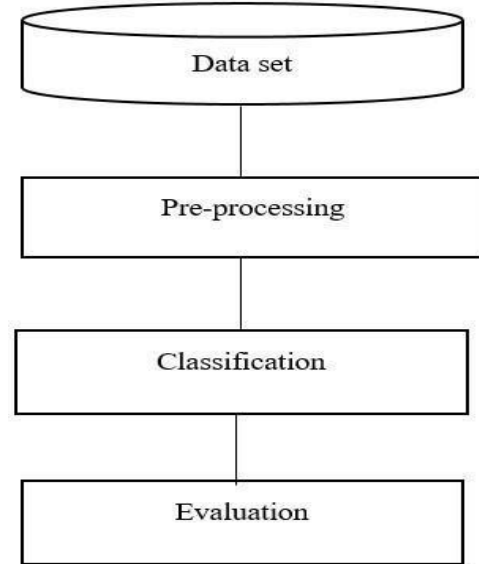 Data set
Pre-processing
Classification
Evaluation